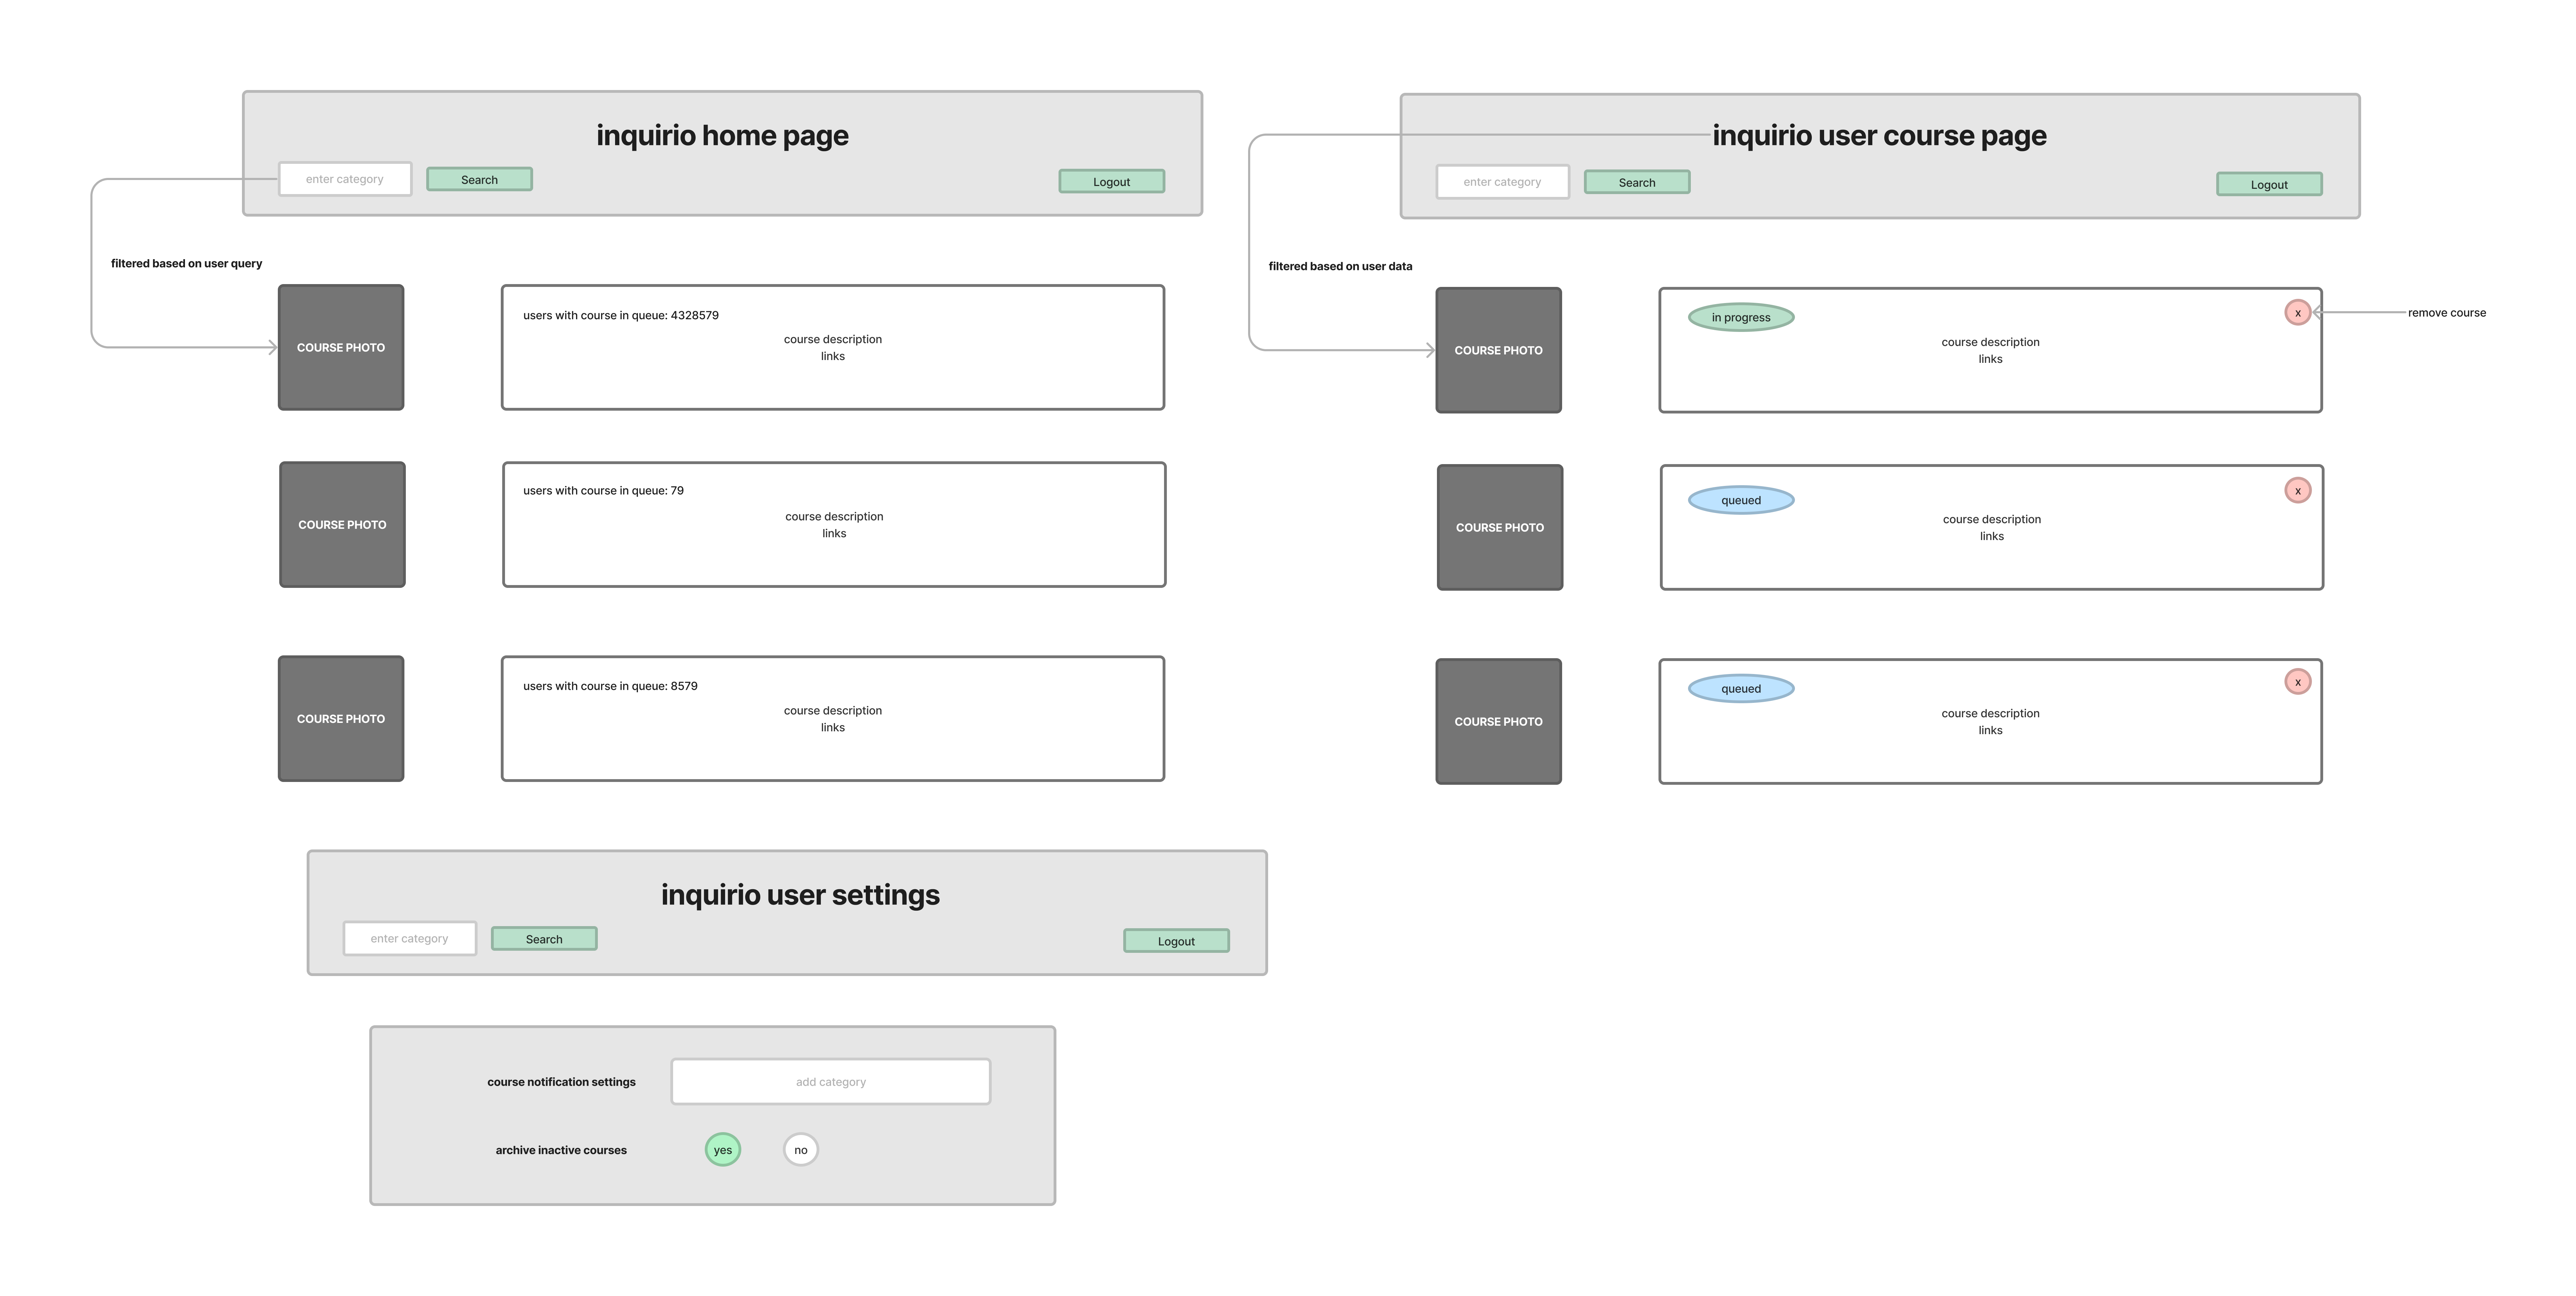 inquirio home page
enter category
Search
Logout
filtered based on user query
COURSE PHOTO
users with course in queue: 4328579
course description
links
COURSE PHOTO
users with course in queue: 79
course description
links
COURSE PHOTO
users with course in queue: 8579
course description
links
inquirio user course page
enter category
Search
Logout
filtered based on user data
COURSE PHOTO
in progress
x
remove course
course description
links
COURSE PHOTO
queued
x
course description
links
COURSE PHOTO
queued
x
course description
links
inquirio user settings
enter category
Search
Logout
course notification settings
add category
archive inactive courses
yes
no